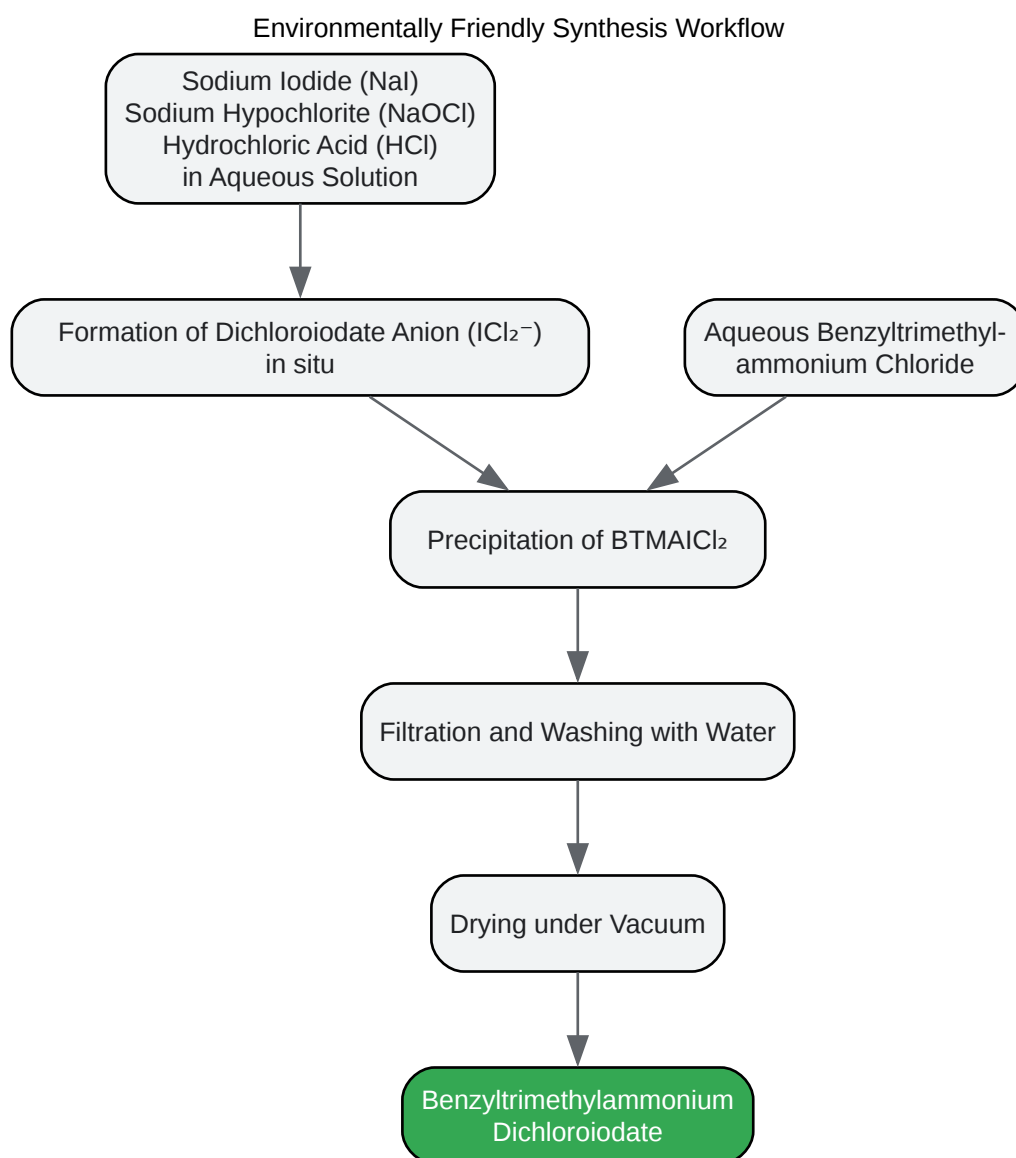 Environmentally Friendly Synthesis Workflow
Sodium Iodide (NaI)
Sodium Hypochlorite (NaOCl)
Hydrochloric Acid (HCl)
in Aqueous Solution
Formation of Dichloroiodate Anion (ICl₂⁻)
in situ
Aqueous Benzyltrimethyl-
ammonium Chloride
Precipitation of BTMAICl₂
Filtration and Washing with Water
Drying under Vacuum
Benzyltrimethylammonium
Dichloroiodate